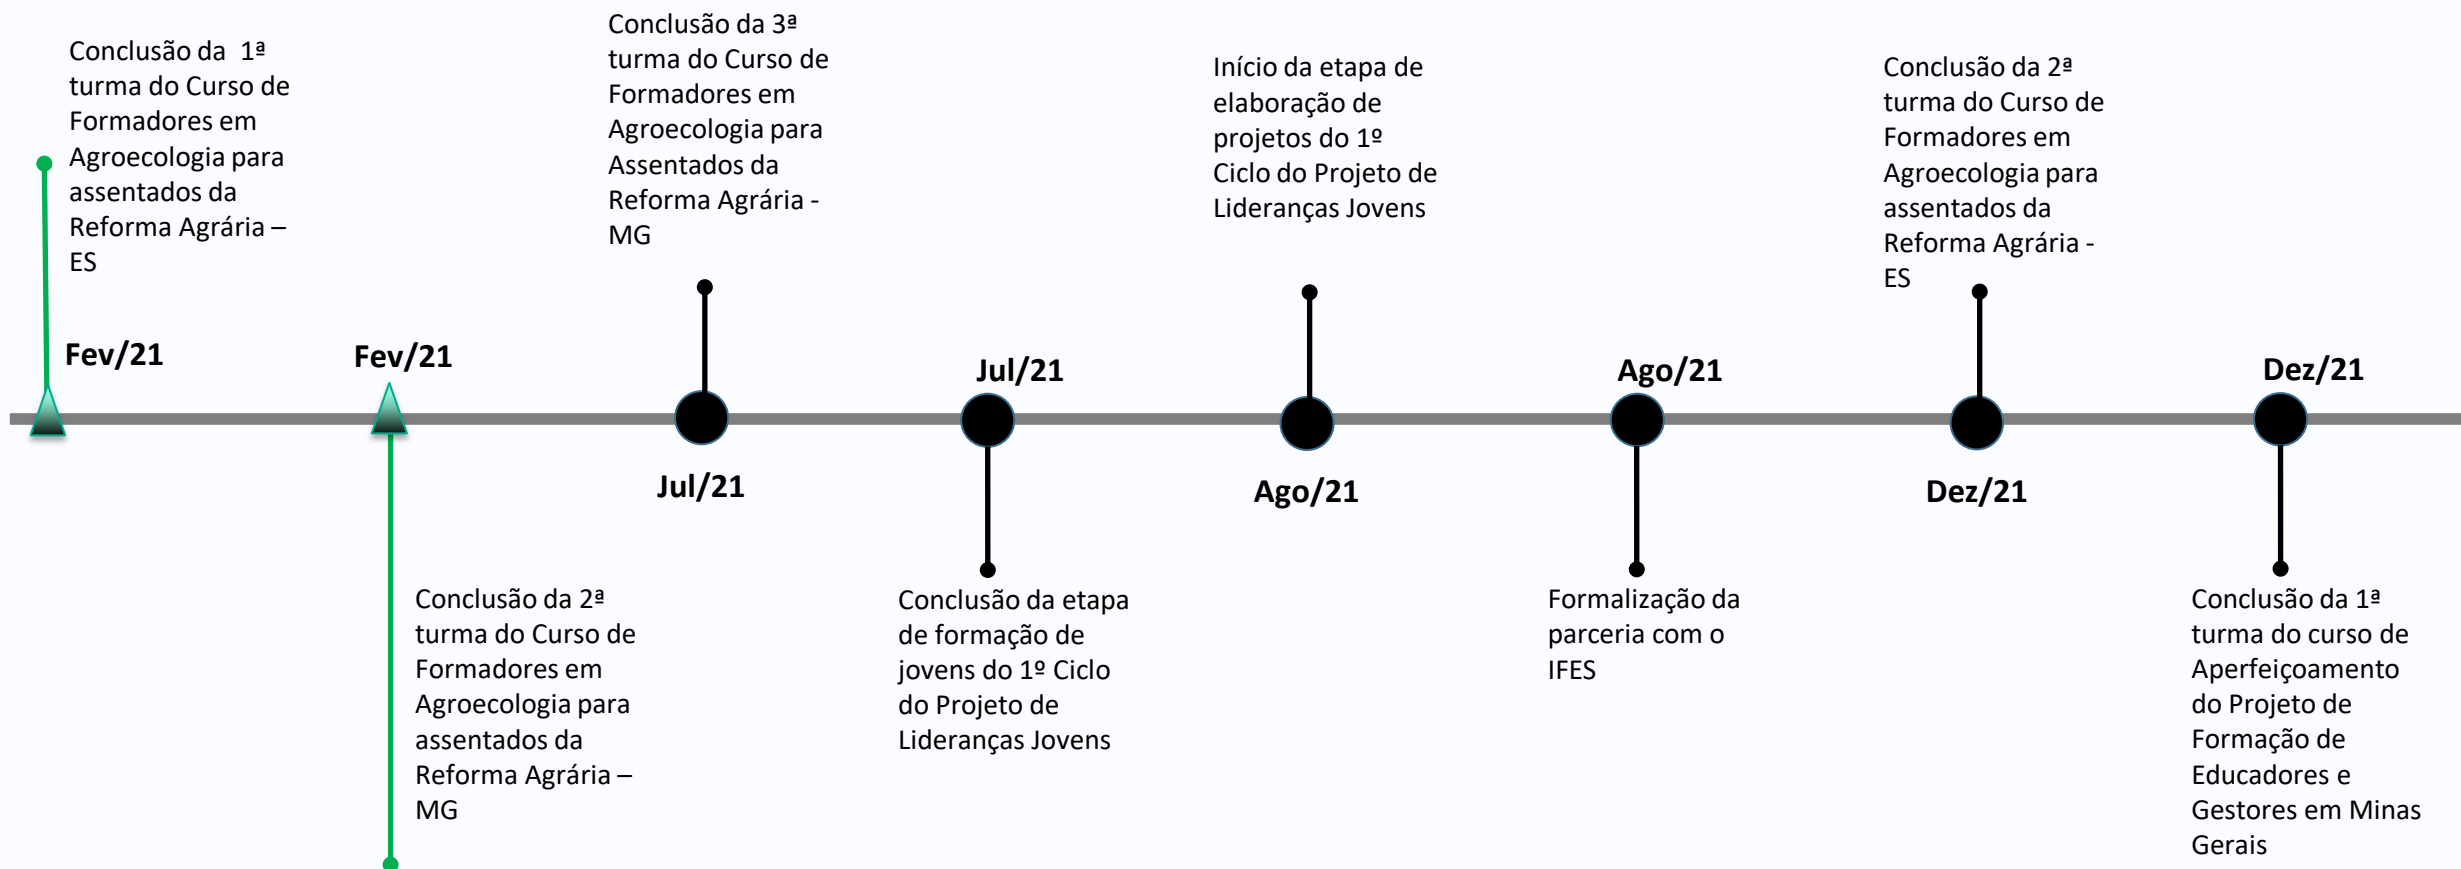 Conclusão da 1ª
turma do Curso de
Formadores em
Agroecologia para
assentados da
Reforma Agrária –
ES
Fev/21
Fev/21
Conclusão da 2ª
turma do Curso de
Formadores em
Agroecologia para
assentados da
Reforma Agrária –
MG
Conclusão da 3ª
turma do Curso de
Formadores em
Agroecologia para
Assentados da
Reforma Agrária -
MG
Jul/21
Jul/21
Conclusão da etapa
de formação de
jovens do 1º Ciclo
do Projeto de
Lideranças Jovens
Início da etapa de
elaboração de
projetos do 1º
Ciclo do Projeto de
Lideranças Jovens
Ago/21
Ago/21
Formalização da
parceria com o
IFES
Conclusão da 2ª
turma do Curso de
Formadores em
Agroecologia para
assentados da
Reforma Agrária -
ES
Dez/21
Dez/21
Conclusão da 1ª
turma do curso de
Aperfeiçoamento
do Projeto de
Formação de
Educadores e
Gestores em Minas
Gerais